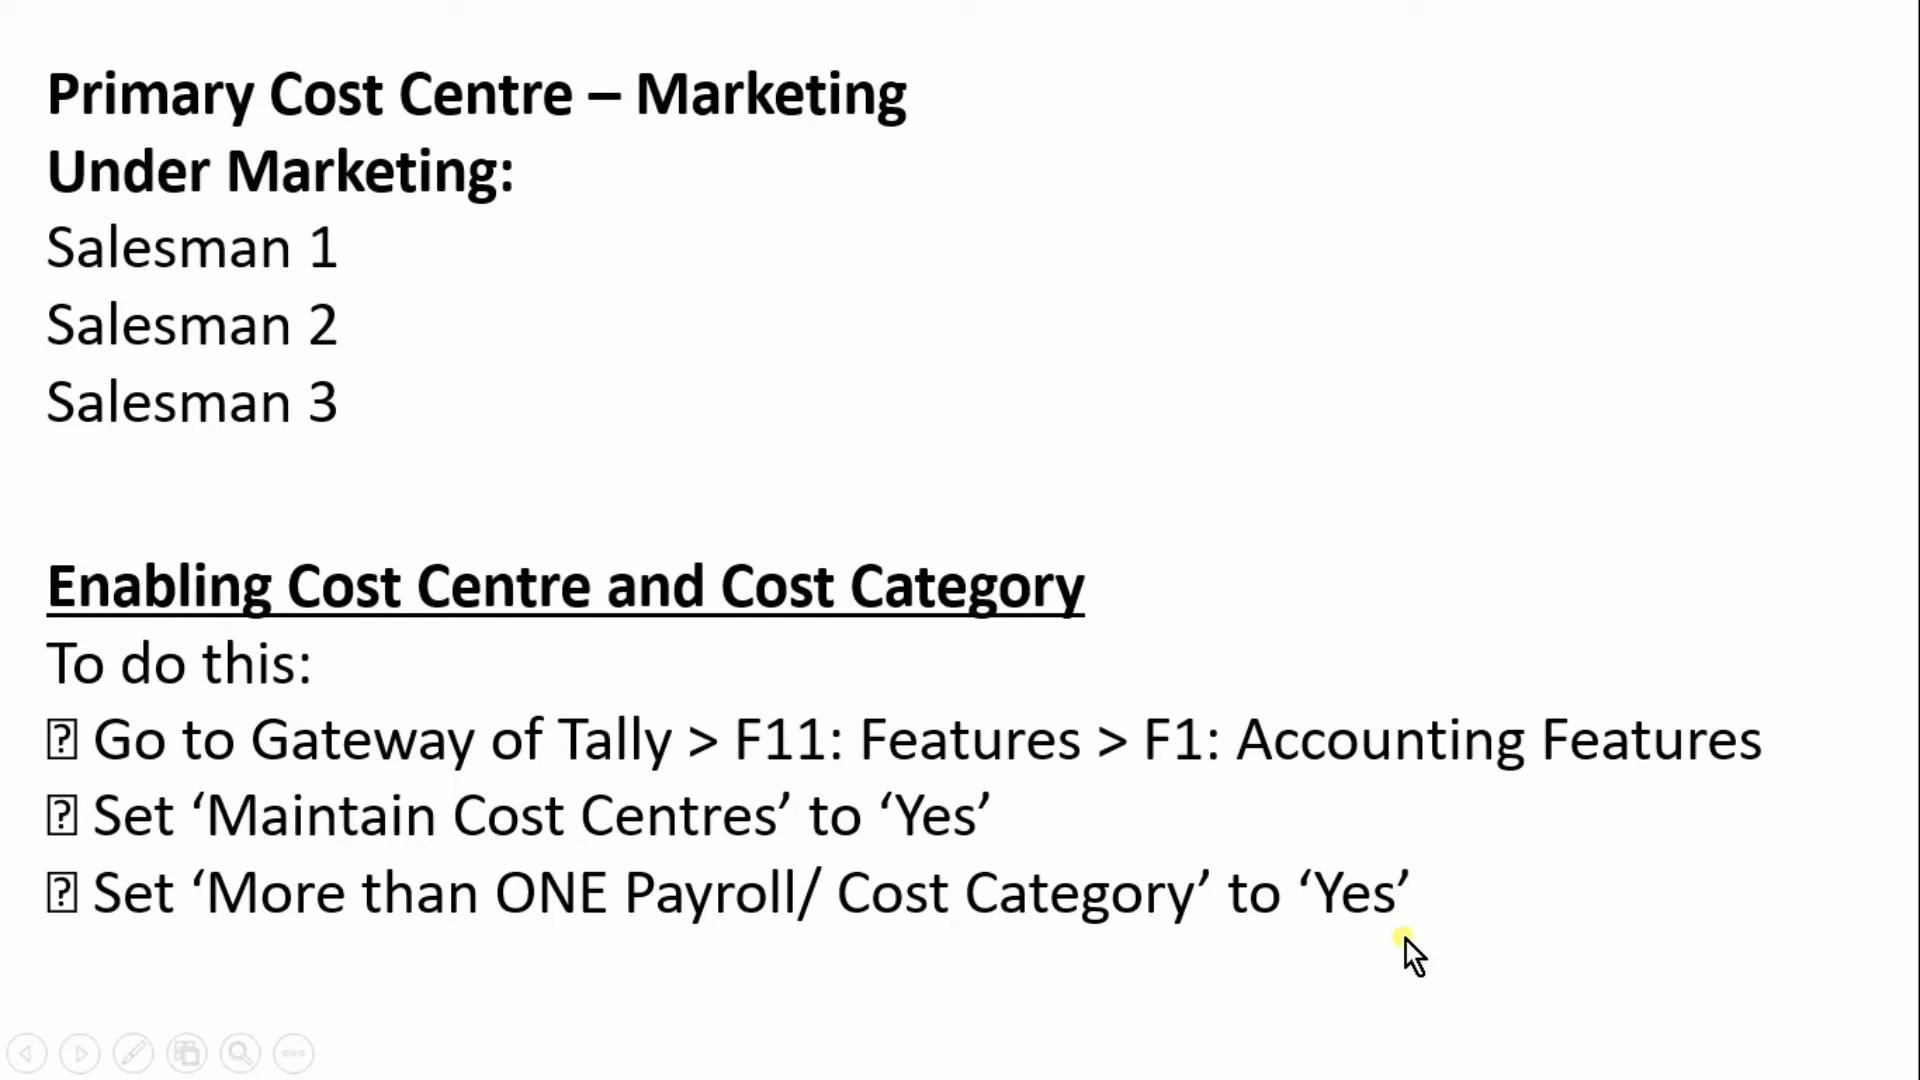 Primary Cost Centre – Marketing
Under Marketing:
Salesman 1
Salesman 2
Salesman 3
Enabling Cost Centre and Cost Category
To do this:
⍰ Go to Gateway of Tally > F11: Features > F1: Accounting Features
⍰ Set ‘Maintain Cost Centres’ to ‘Yes’
⍰ Set ‘More than ONE Payroll/ Cost Category’ to ‘Yes’